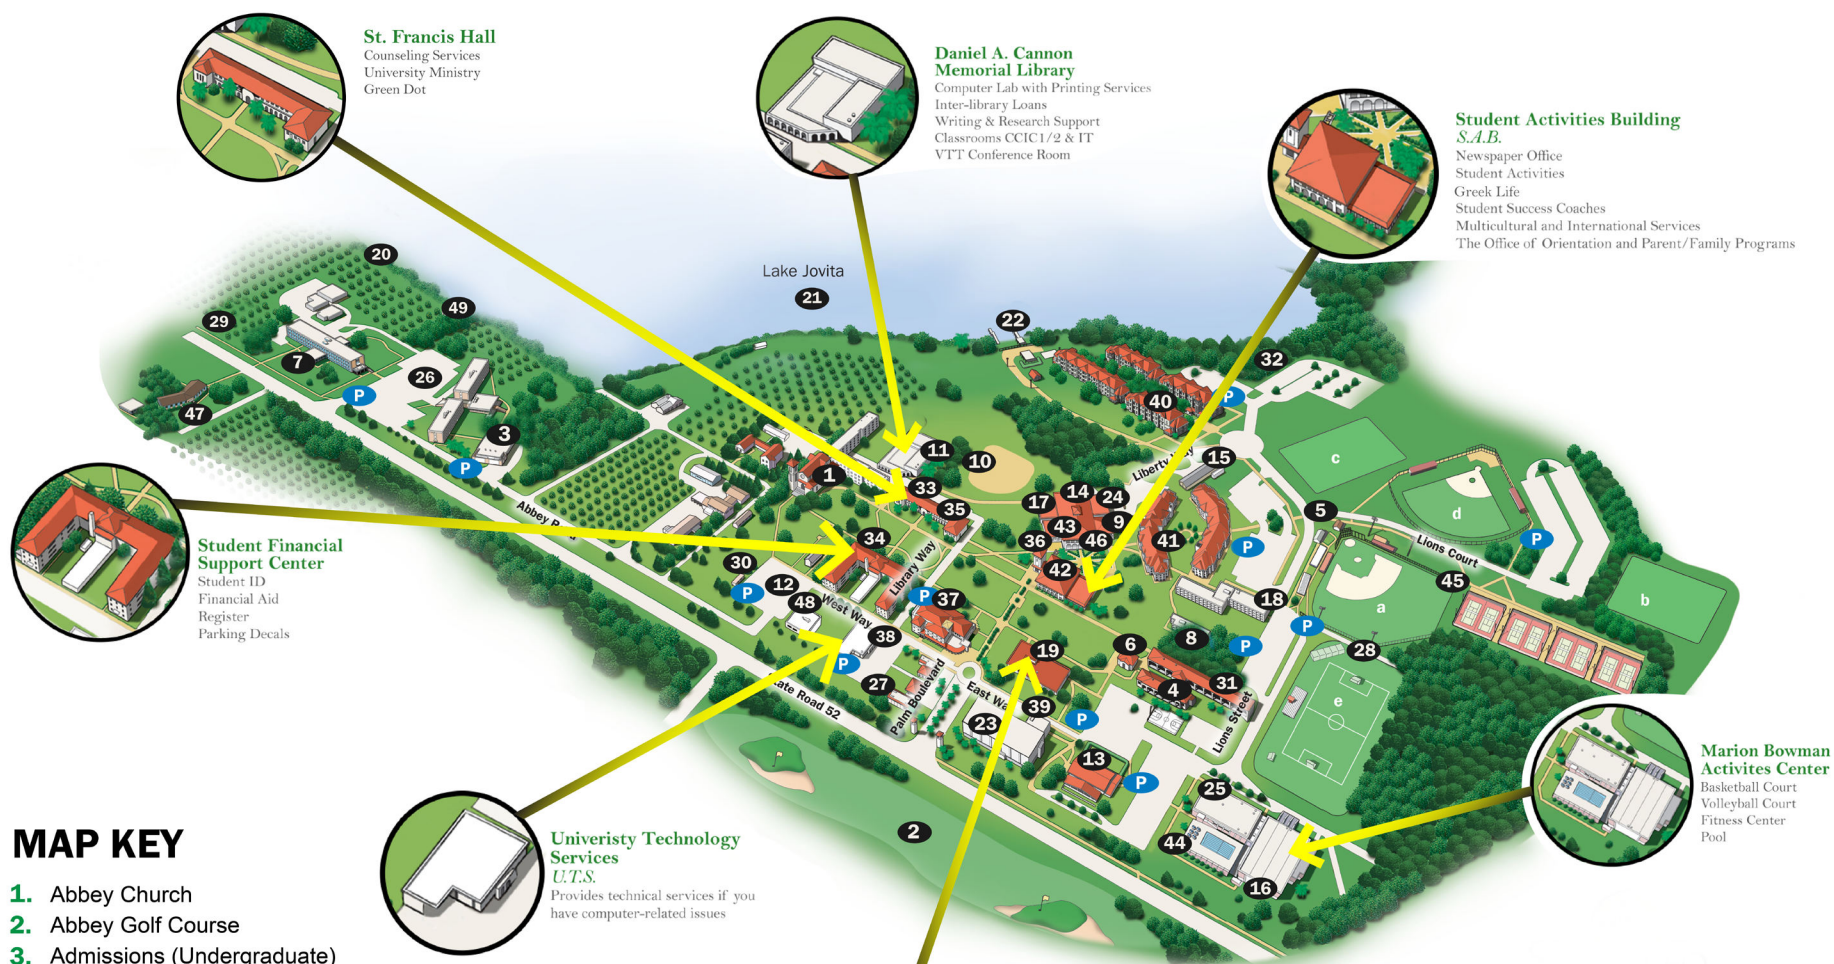 St. Francis Hall
Counseling Services
University Ministry
Green Dot
Daniel A. Cannon
Memorial Library
Computer Lab with Printing Services
Inter-library Loans
Writing & Research Support
Classrooms CCIC1/2 & IT
VTT Conference Room
Student Activities Building
S.A.B.
Newspaper Office
Student Activities
Greek Life
Student Success Coaches
Multicultural and International Services
The Office of Orientation and Parent/Family Programs
Lake Jovita
21
20
49
29
7
26
P
47
3
P
22
32
40
P
Liberty Way
15
c
d
11
10
1
33
35
17
14
24
9
43
46
36
41
42
5
Lions Court
P
P
45
b
a
Abbey R
34
Library Way
30
12
P
48
West Way
P
37
38
P
27
Palm Boulevard
State Road 52
18
P
8
P
6
28
19
31
4
Lions Street
e
East Way
39
P
23
13
P
25
44
16
2
Student Financial
Support Center
Student ID
Financial Aid
Register
Parking Decals
Marion Bowman
Activites Center
Basketball Court
Volleyball Court
Fitness Center
Pool
Univeristy Technology
Services
U.T.S.
Provides technical services if you
have computer-related issues
MAP KEY
1. Abbey Church
2. Abbey Golf Course
3. Admissions (Undergraduate)